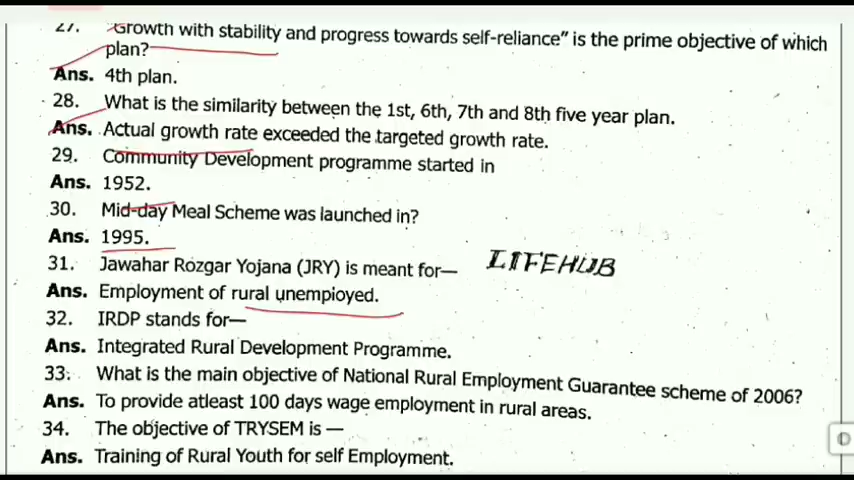 27. "Growth with stability and progress towards self-reliance" is the prime objective of which
plan?
Ans. 4th plan.
28. What is the similarity between the 1st, 6th, 7th and 8th five year plan.
Ans. Actual growth rate exceeded the targeted growth rate.
29. Community Development programme started in
Ans. 1952.
30. Mid-day Meal Scheme was launched in?
Ans. 1995.
31. Jawahar Rozgar Yojana (JRY) is meant for—
LIFEHUB
Ans. Employment of rural unempioyed.
32. IRDP stands for—
Ans. Integrated Rural Development Programme.
33. What is the main objective of National Rural Employment Guarantee scheme of 2006?
Ans. To provide atleast 100 days wage employment in rural areas.
34. The objective of TRYSEM is —
Ans. Training of Rural Youth for self Employment.